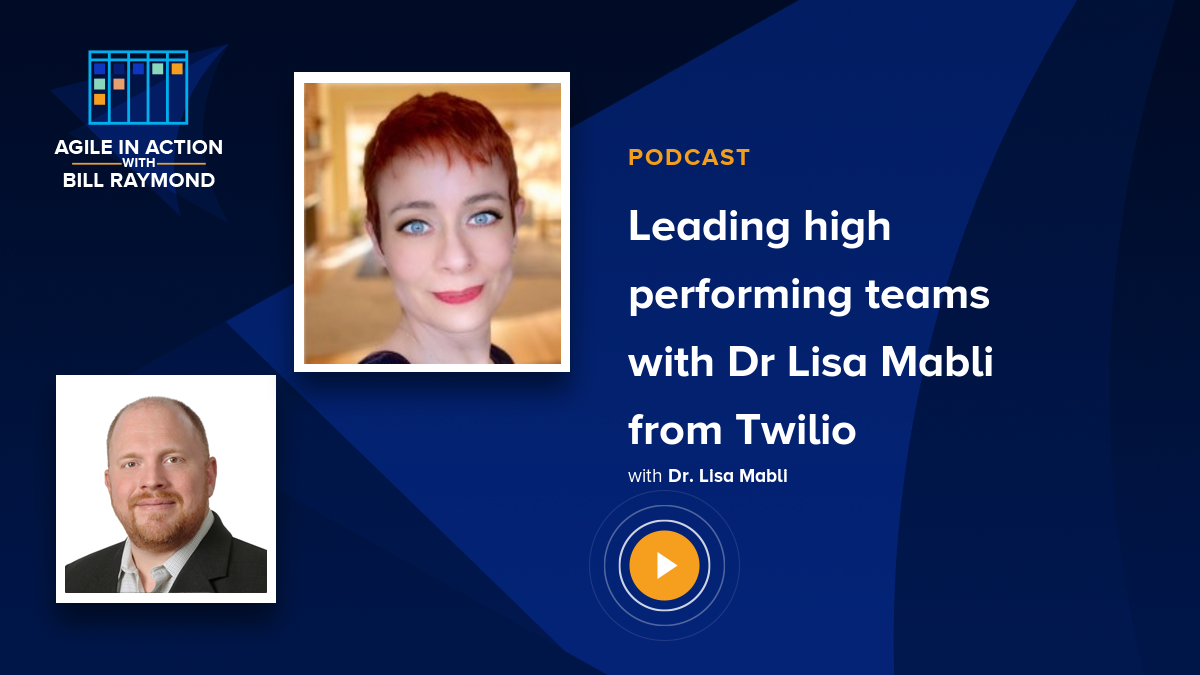 AGILE IN ACTION
WITH
BILL RAYMOND
PODCAST
Leading high
performing teams
with Dr Lisa Mabli
from Twilio
with Dr. LIsa Mabli